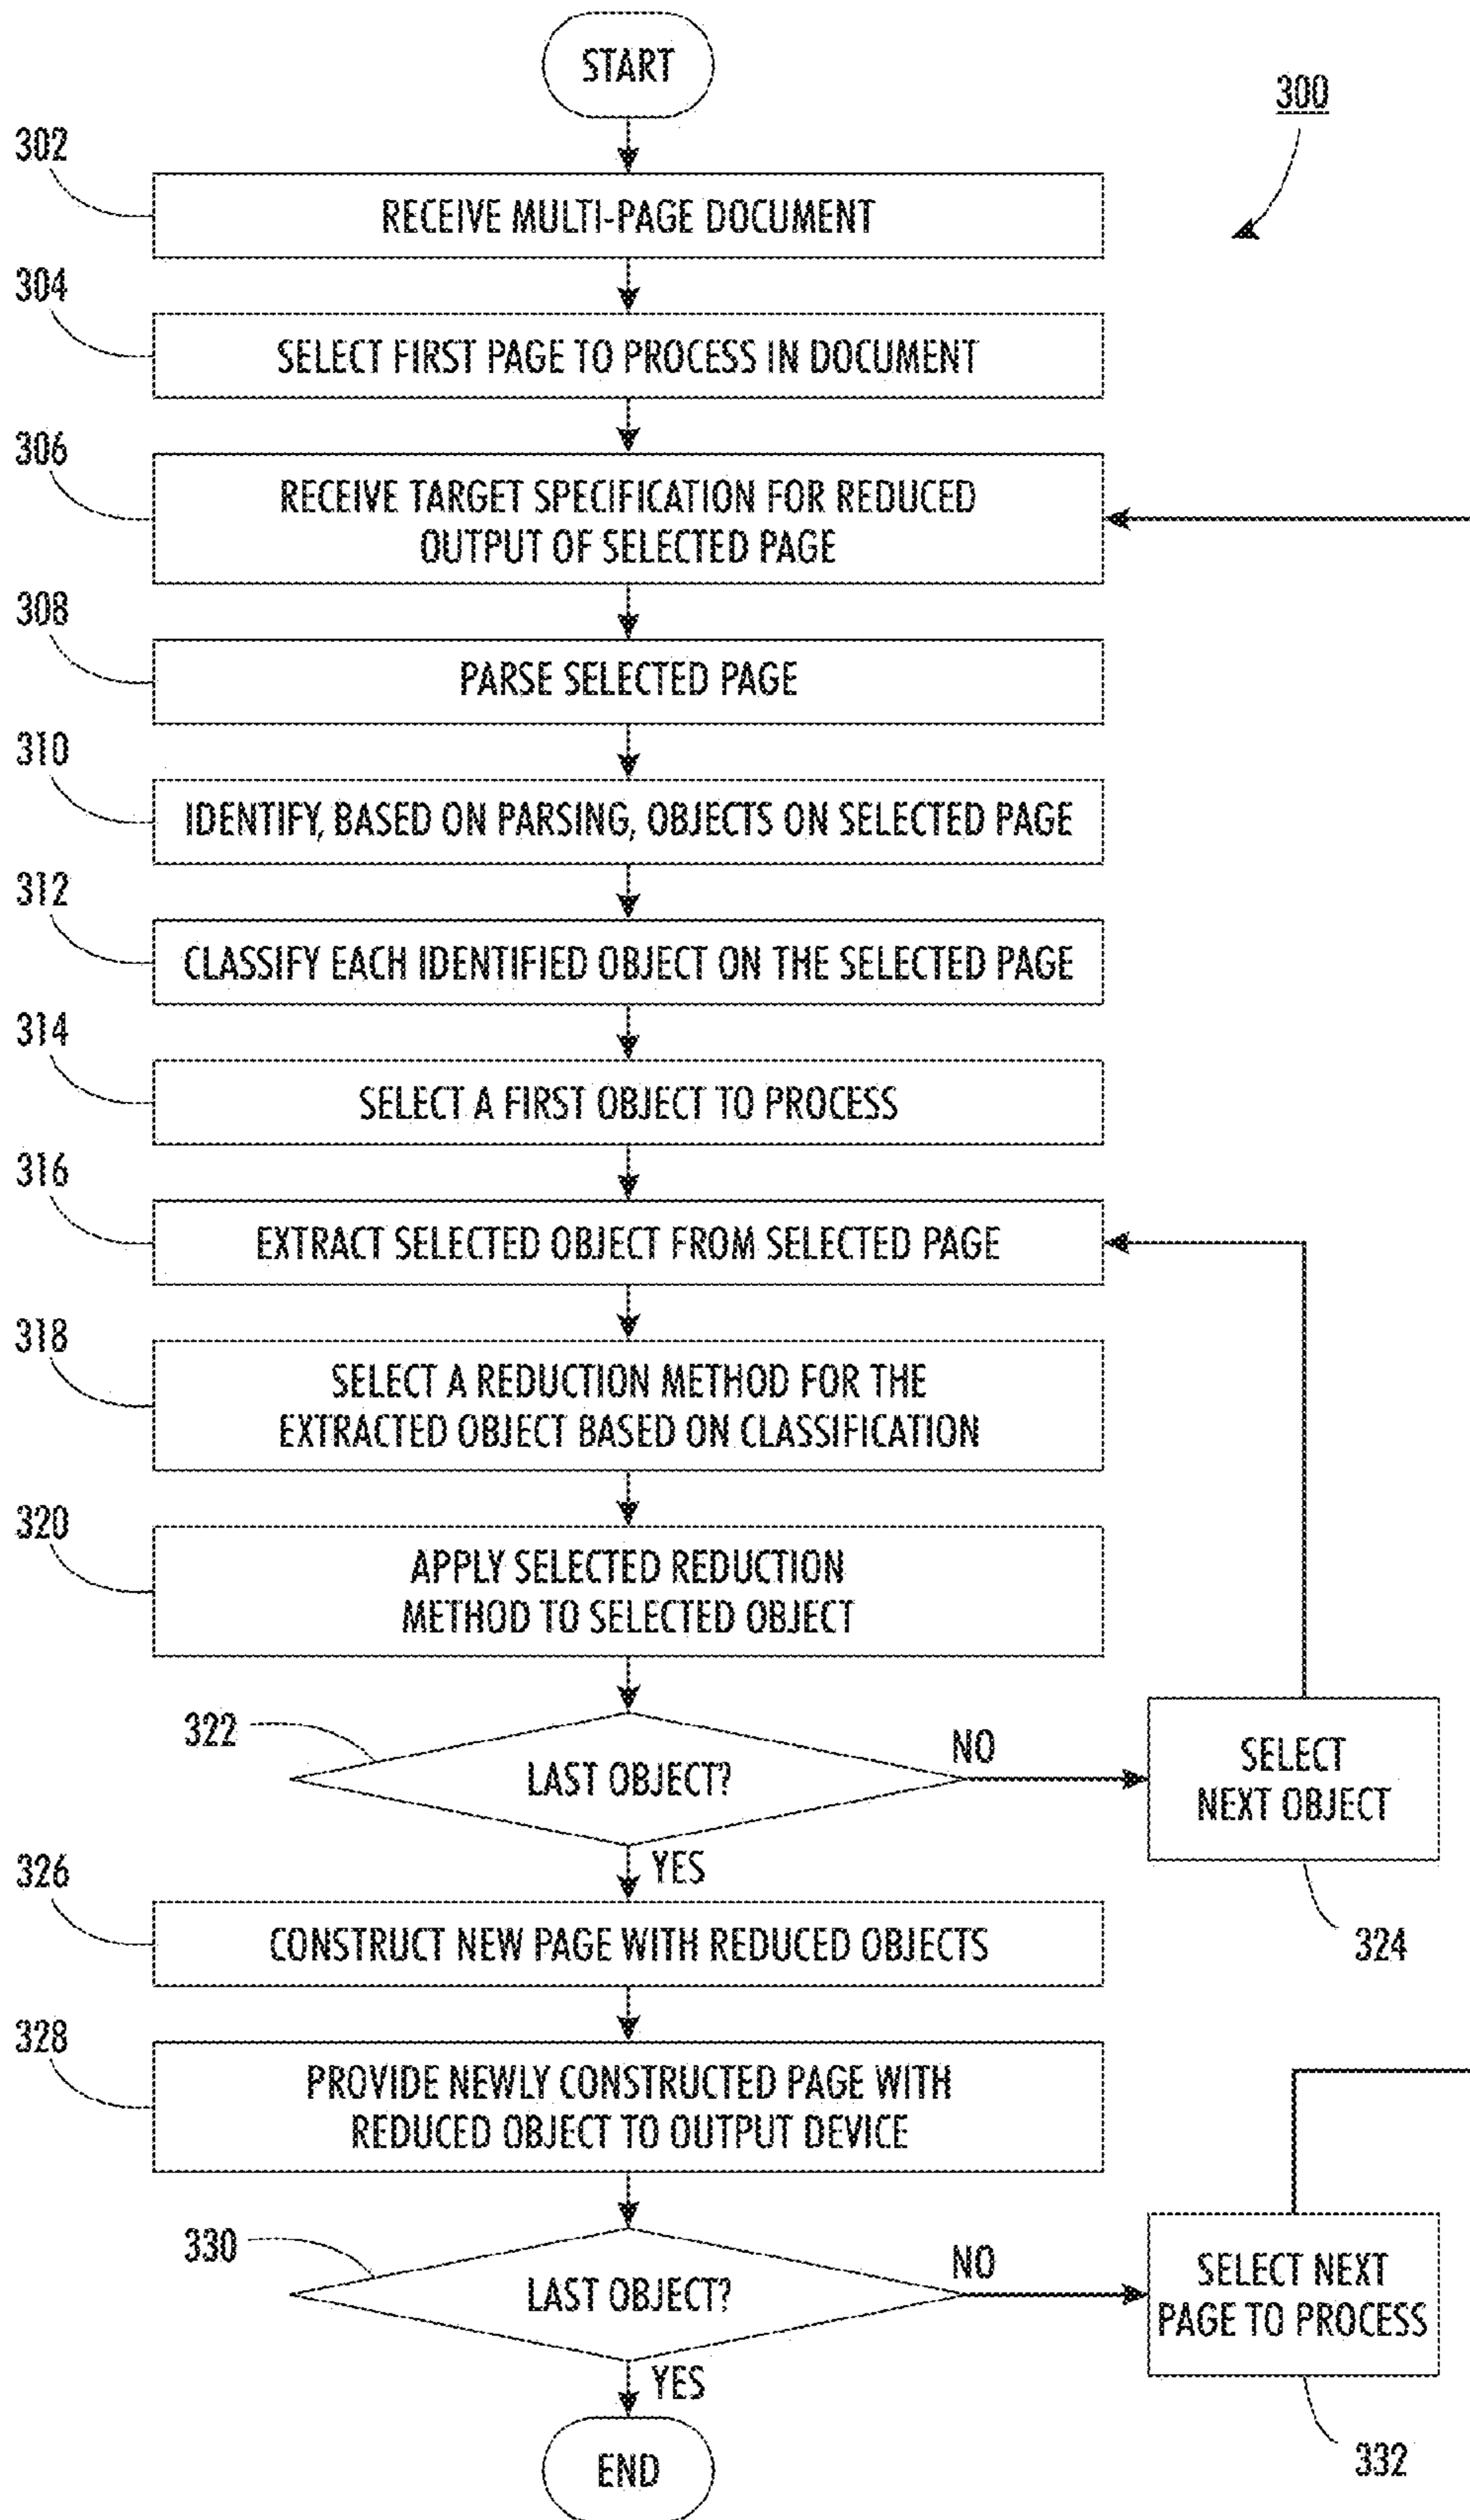 START
300
302
RECEIVE MULTI-PAGE DOCUMENT
304
SELECT FIRST PAGE TO PROCESS IN DOCUMENT
306
RECEIVE TARGET SPECIFICATION FOR REDUCED
OUTPUT OF SELECTED PAGE
308
PARSE SELECTED PAGE
310
IDENTIFY, BASED ON PARSING, OBJECTS ON SELECTED PAGE
312
CLASSIFY EACH IDENTIFIED OBJECT ON THE SELECTED PAGE
314
SELECT A FIRST OBJECT TO PROCESS
316
EXTRACT SELECTED OBJECT FROM SELECTED PAGE
318
SELECT A REDUCTION METHOD FOR THE
EXTRACTED OBJECT BASED ON CLASSIFICATION
320
APPLY SELECTED REDUCTION
METHOD TO SELECTED OBJECT
322
LAST OBJECT?
NO
SELECT
NEXT OBJECT
324
YES
326
CONSTRUCT NEW PAGE WITH REDUCED OBJECTS
328
PROVIDE NEWLY CONSTRUCTED PAGE WITH
REDUCED OBJECT TO OUTPUT DEVICE
330
LAST OBJECT?
NO
SELECT NEXT
PAGE TO PROCESS
332
YES
END